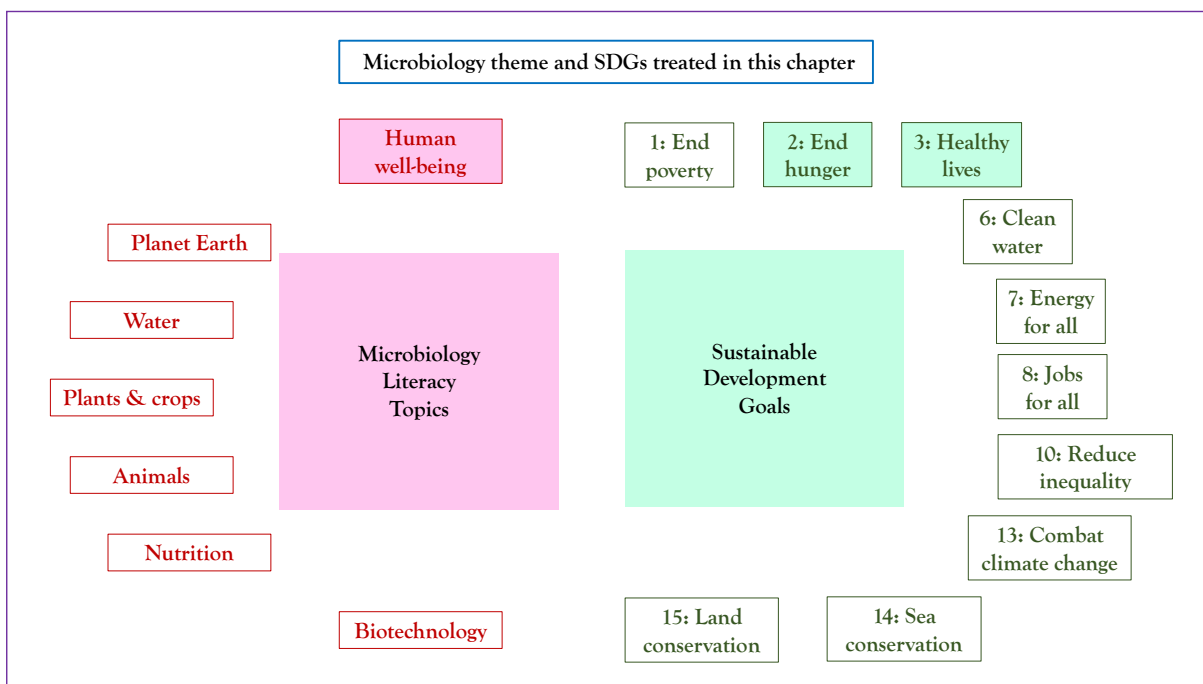 Microbiology theme and SDGs treated in this chapter
Human
well-being
1: End
poverty
2: End
hunger
3: Healthy
lives
Planet Earth
Water
Plants & crops
Animals
Nutrition
Biotechnology
Microbiology
Literacy
Topics
Sustainable
Development
Goals
6: Clean
water
7: Energy
for all
8: Jobs
for all
10: Reduce
inequality
13: Combat
climate change
15: Land
conservation
14: Sea
conservation